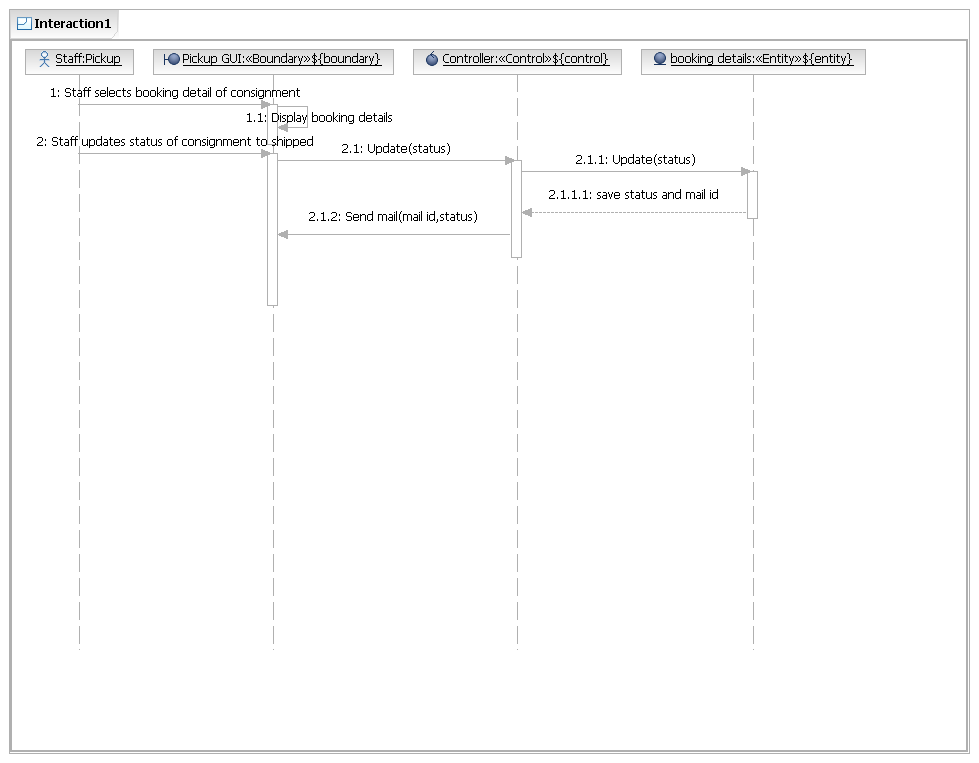 Interaction1
Staff:Pickup
Pickup GUI:«Boundary»${boundary}
Controller:«Control»${control}
booking details:«Entity»${entity}
1: Staff selects booking detail of consignment
1.1: Display booking details
2: Staff updates status of consignment to shipped
2.1: Update(status)
2.1.1: Update(status)
2.1.1.1: save status and mail id
2.1.2: Send mail(mail id,status)